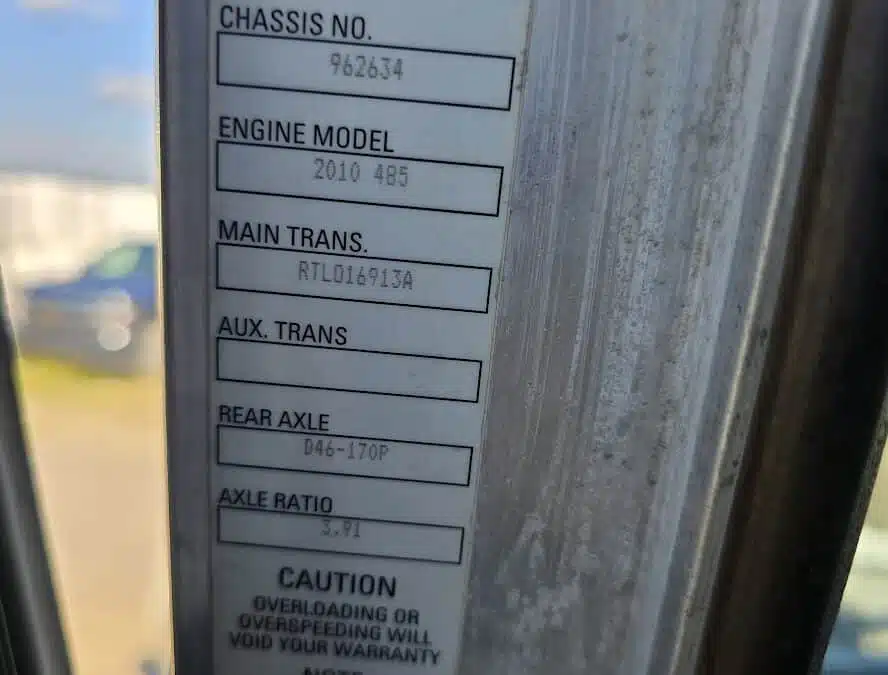 CHASSIS NO.
962634
ENGINE MODEL
2010 485
MAIN TRANS.
RTLO16913A
AUX. TRANS
REAR AXLE
D46-170P
AXLE RATIO
3.91
CAUTION
OVERLOADING OR
OVERSPEEDING WILL
VOID YOUR WARRANTY
NOTE